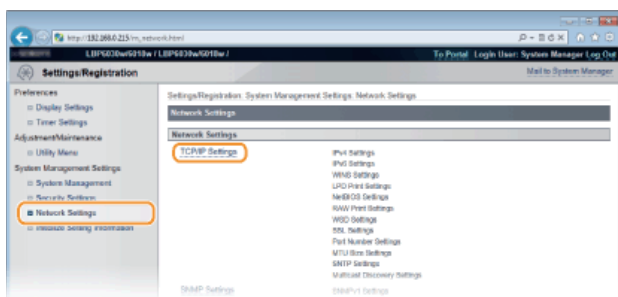 http://192.168.0.215/m_network.html
LBP6030w/6018w / LBP6030w/6018w /
To Portal Login User: System Manager Log Out
Settings/Registration
Mail to System Manager
Preferences
Display Settings
Timer Settings
Adjustment/Maintenance
Utility Menu
System Management Settings
System Management
Security Settings
Network Settings
Initialize Setting Information
Settings/Registration: System Management Settings: Network Settings
Network Settings
Network Settings
TCP/IP Settings
IPv4 Settings
IPv6 Settings
WINS Settings
LPD Print Settings
NetBIOS Settings
RAW Print Settings
WSD Settings
SSL Settings
Port Number Settings
MTU Size Settings
SNTP Settings
Multicast Discovery Settings
SNMP Settings
SNMPv1 Settings